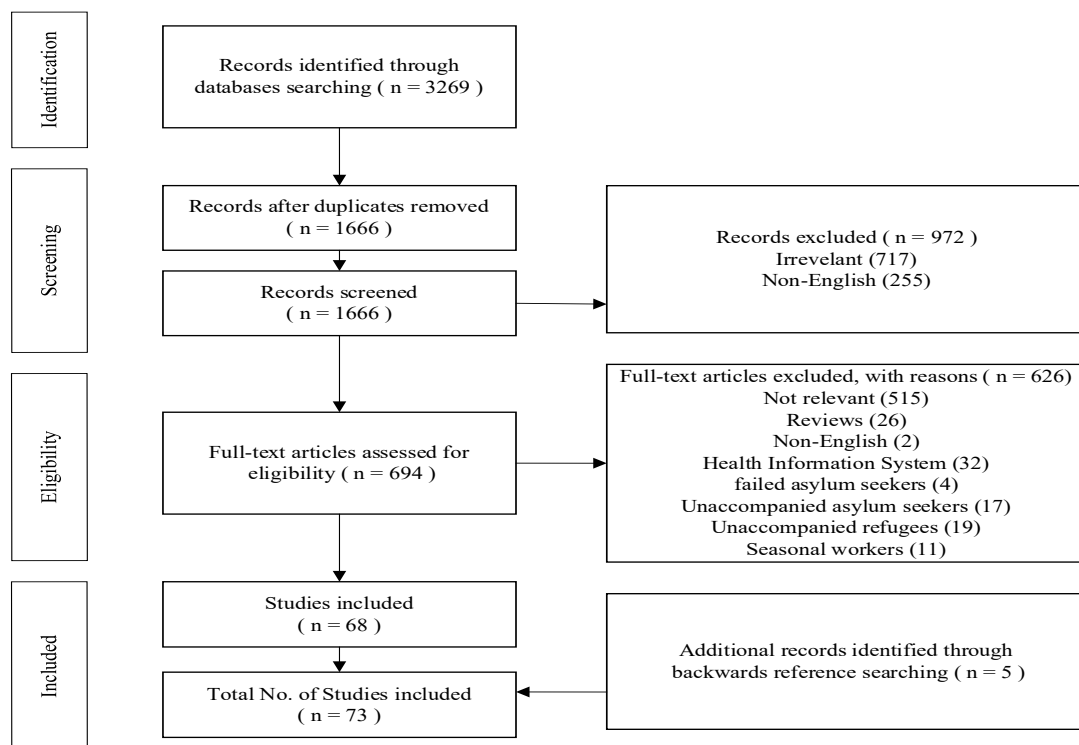 Identification
Records identified through
databases searching ( n = 3269 )
Screening
Records after duplicates removed
( n = 1666 )
Records screened
( n = 1666 )
Records excluded ( n = 972 )
Irrevelant (717)
Non-English (255)
Eligibility
Full-text articles assessed for
eligibility ( n = 694 )
Full-text articles excluded, with reasons ( n = 626)
Not relevant (515)
Reviews (26)
Non-English (2)
Health Information System (32)
failed asylum seekers (4)
Unaccompanied asylum seekers (17)
Unaccompanied refugees (19)
Seasonal workers (11)
Included
Studies included
( n = 68 )
Additional records identified through
backwards reference searching ( n = 5 )
Total No. of Studies included
( n = 73 )